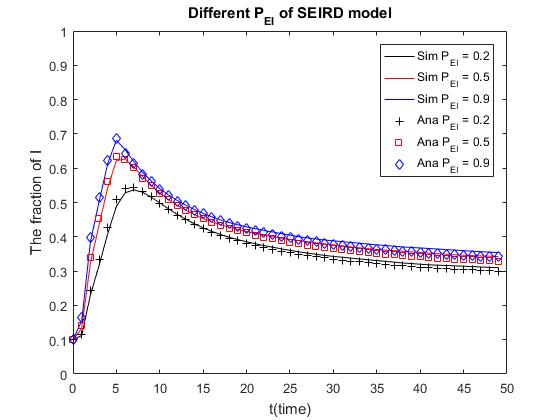 Different P_EI of SEIRD model
1
0.9
0.8
0.7
0.6
0.5
0.4
0.3
0.2
0.1
0
The fraction of I
Sim P_EI = 0.2
Sim P_EI = 0.5
Sim P_EI = 0.9
Ana P_EI = 0.2
Ana P_EI = 0.5
Ana P_EI = 0.9
0 5 10 15 20 25 30 35 40 45 50
t(time)